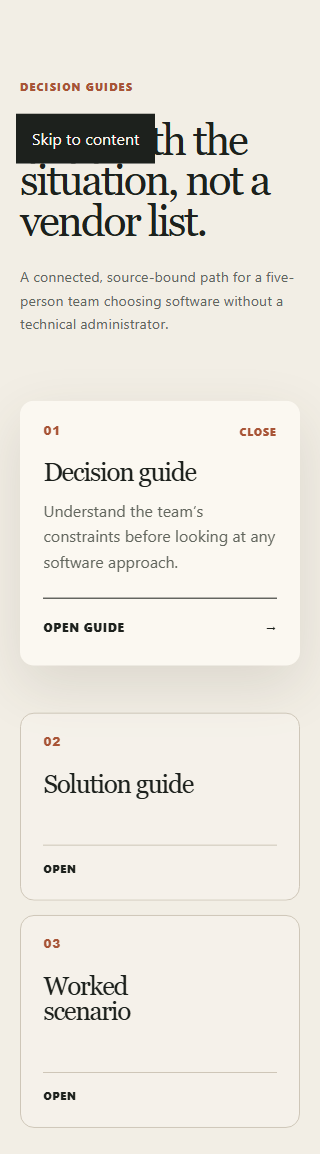 DECISION GUIDES
Skip to content
th the
situation, not a
vendor list.
A connected, source-bound path for a five-
person team choosing software without a
technical administrator.
01
CLOSE
Decision guide
Understand the team's
constraints before looking at any
software approach.
OPEN GUIDE →
02
Solution guide
OPEN
03
Worked
scenario
OPEN